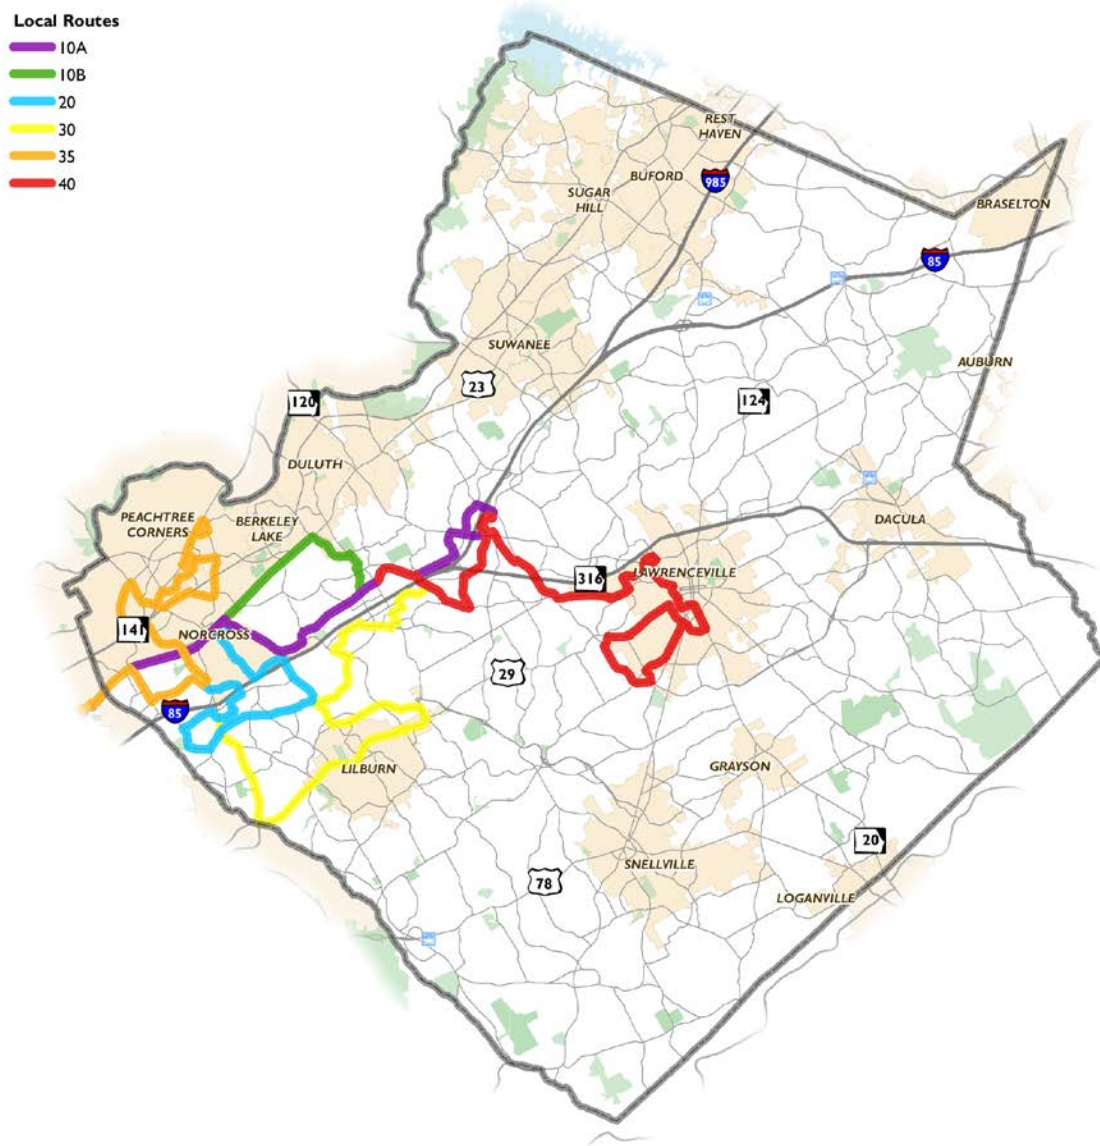 Local Routes
10A
10B
20
30
35
40
REST
HAVEN
BUFORD
985
SUGAR
HILL
BRASELTON
85
SUWANEE
23
AUBURN
120
124
DULUTH
PEACHTREE
CORNERS
BERKELEY
LAKE
DACULA
316
LAWRENCEVILLE
141
NORCROSS
29
85
LILBURN
GRAYSON
20
SNELLVILLE
78
LOGANVILLE